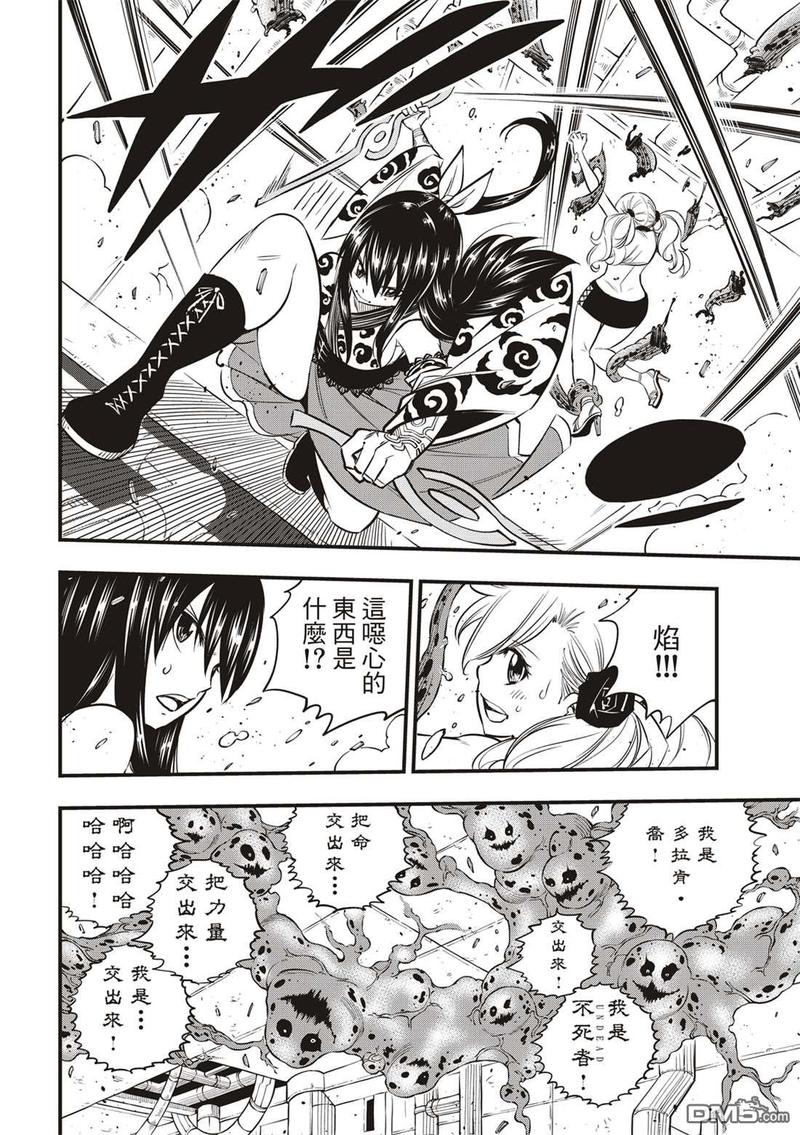 焰!!!
這噁心的
東西是
什麼!?
我是
多拉肯・
喬！
交出來！
我是
不死者！
UNDEAD
把命
交出來…
把力量
交出來…
啊哈哈哈
哈哈哈！
我是…
交出來！
DM5.com